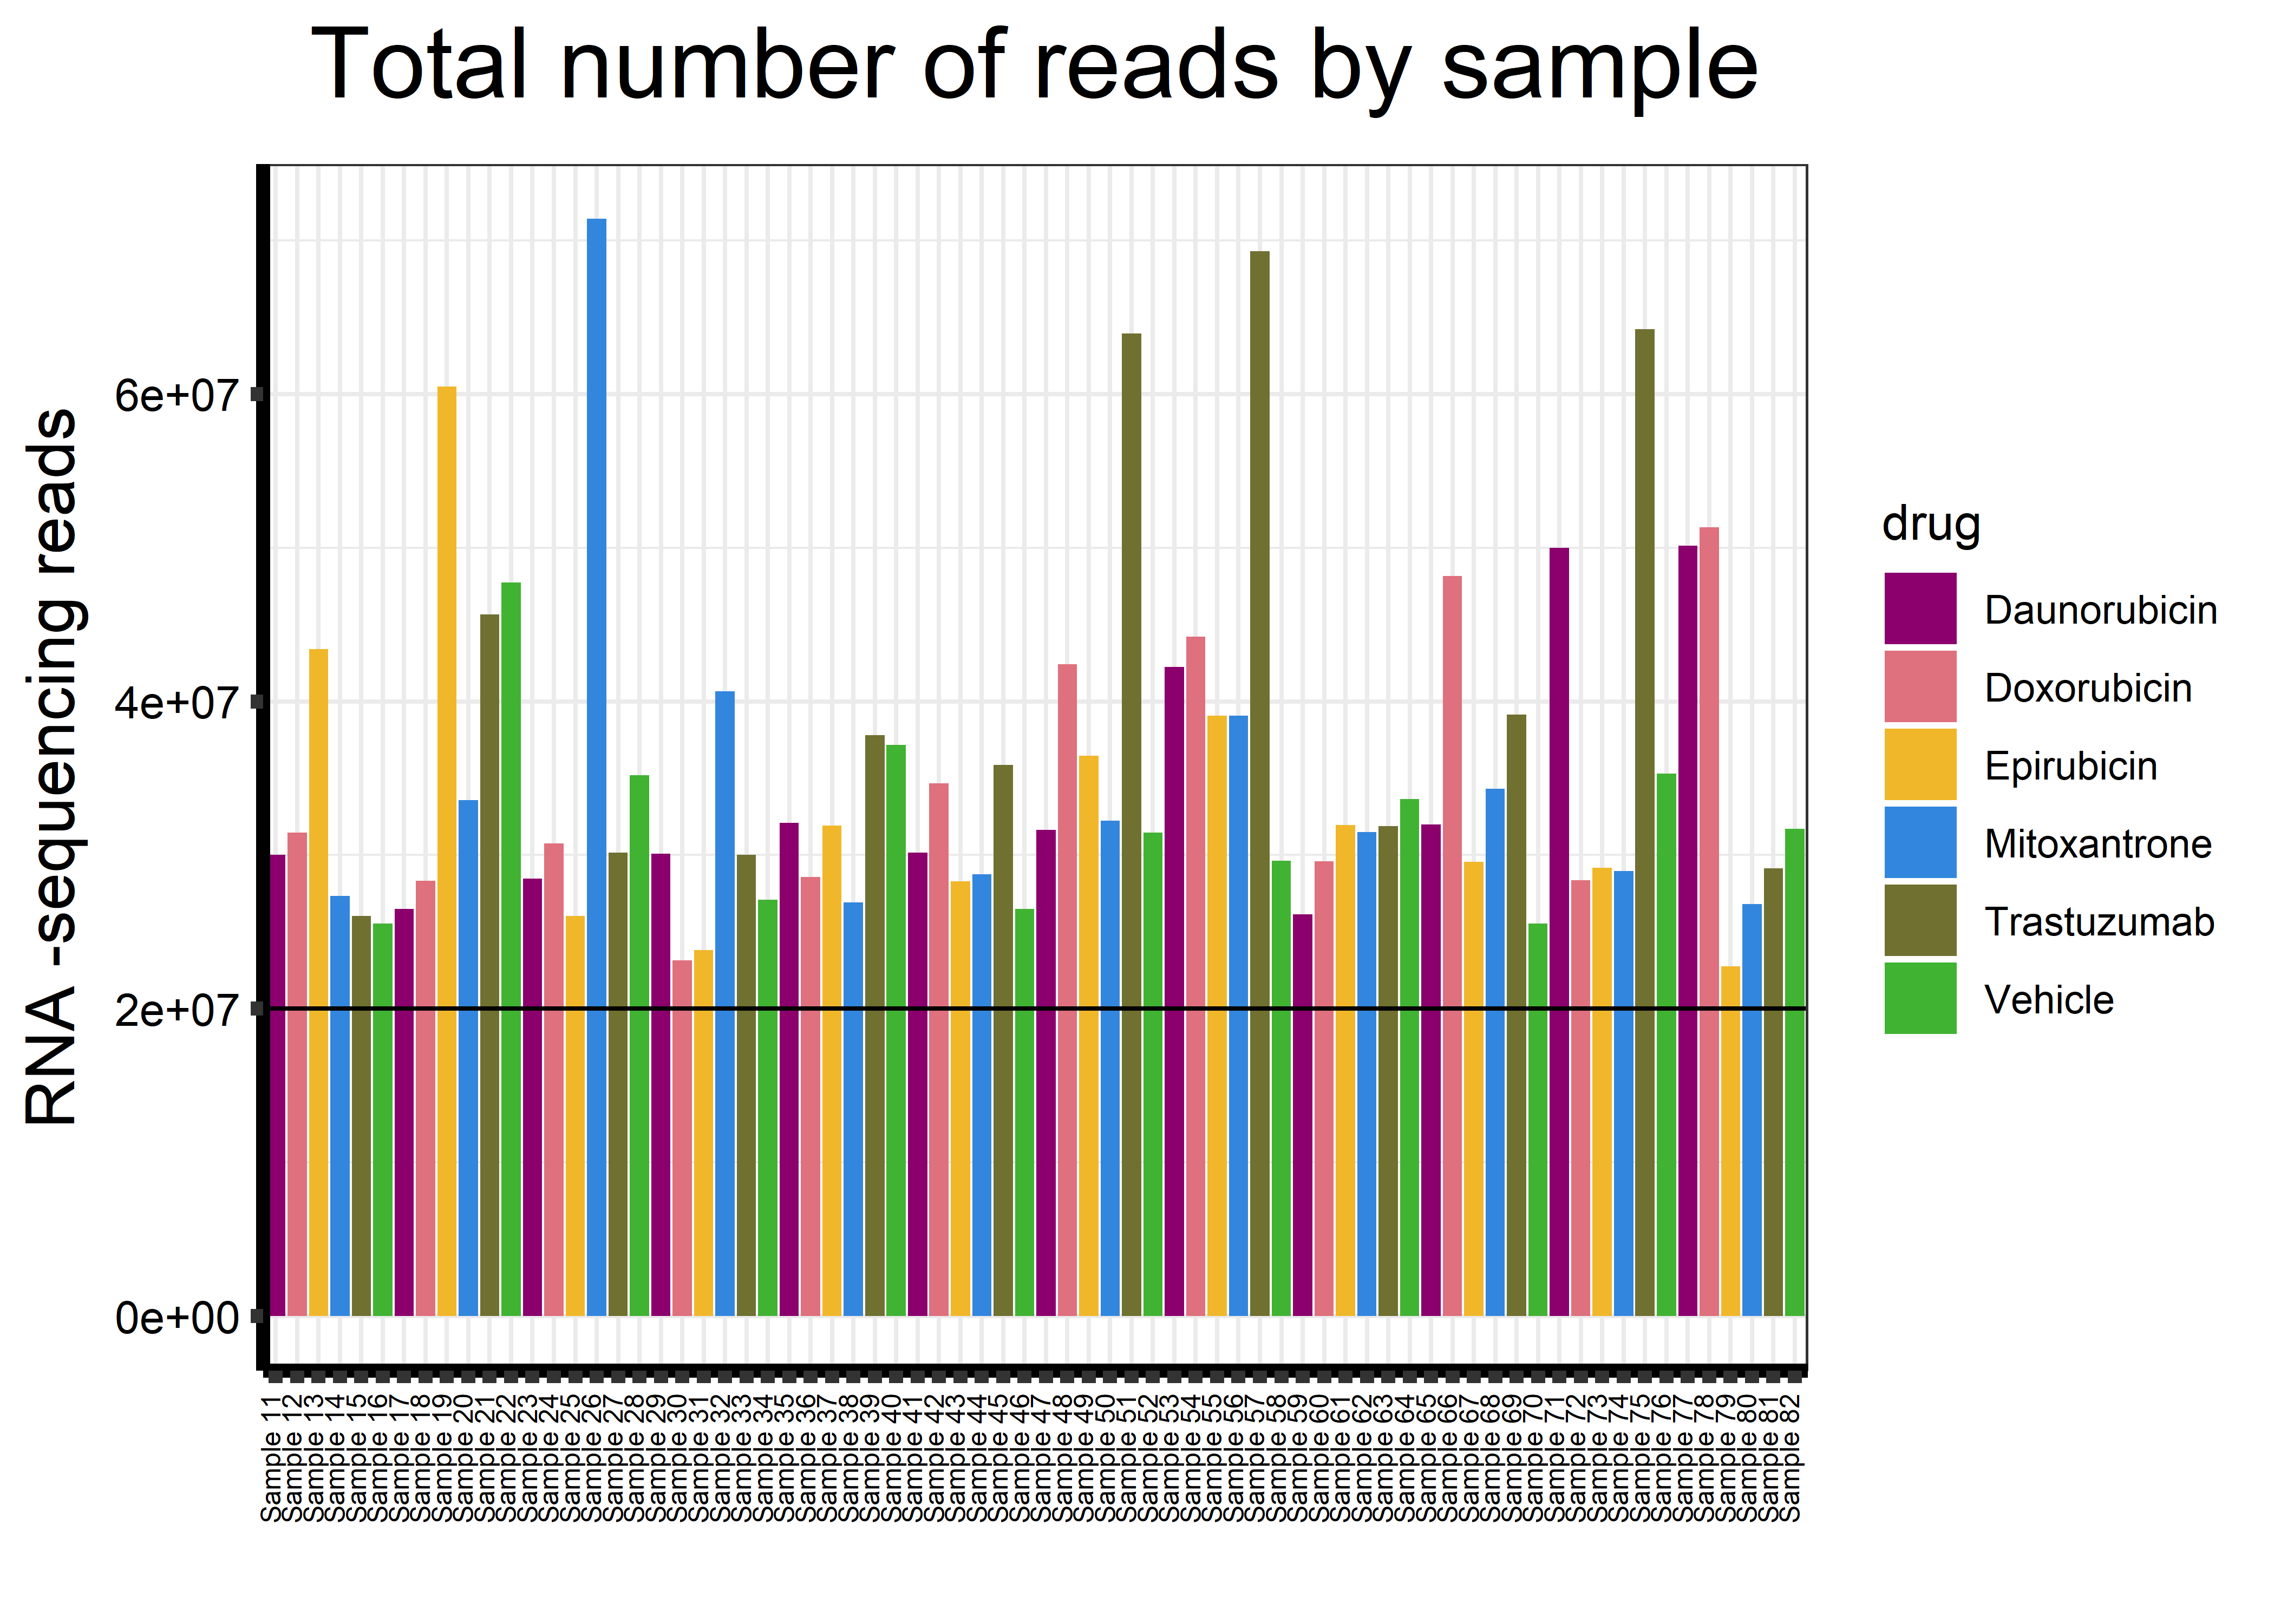 Total number of reads by sample
RNA -sequencing reads
6e+07
4e+07
2e+07
0e+00
Sample 11
Sample 12
Sample 13
Sample 14
Sample 15
Sample 16
Sample 17
Sample 18
Sample 19
Sample 20
Sample 21
Sample 22
Sample 23
Sample 24
Sample 25
Sample 26
Sample 27
Sample 28
Sample 29
Sample 30
Sample 31
Sample 32
Sample 33
Sample 34
Sample 35
Sample 36
Sample 37
Sample 38
Sample 39
Sample 40
Sample 41
Sample 42
Sample 43
Sample 44
Sample 45
Sample 46
Sample 47
Sample 48
Sample 49
Sample 50
Sample 51
Sample 52
Sample 53
Sample 54
Sample 55
Sample 56
Sample 57
Sample 58
Sample 59
Sample 60
Sample 61
Sample 62
Sample 63
Sample 64
Sample 65
Sample 66
Sample 67
Sample 68
Sample 69
Sample 70
Sample 71
Sample 72
Sample 73
Sample 74
Sample 75
Sample 76
Sample 77
Sample 78
Sample 79
Sample 80
Sample 81
Sample 82
drug
Daunorubicin
Doxorubicin
Epirubicin
Mitoxantrone
Trastuzumab
Vehicle